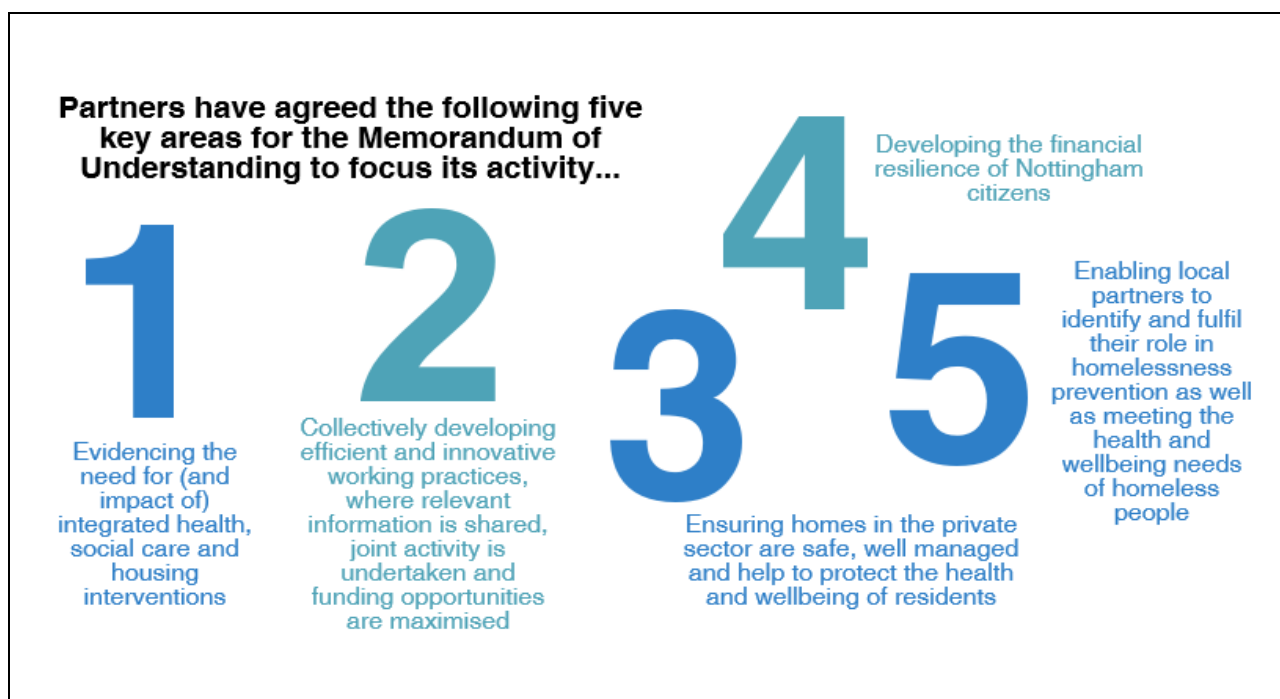 Partners have agreed the following five
key areas for the Memorandum of
Understanding to focus its activity...
1
Evidencing the
need for (and
impact of)
integrated health,
social care and
housing
interventions
2
Collectively developing
efficient and innovative
working practices,
where relevant
information is shared,
joint activity is
undertaken and
funding opportunities
are maximised
3
Ensuring homes in the private
sector are safe, well managed
and help to protect the health
and wellbeing of residents
4
Developing the financial
resilience of Nottingham
citizens
5
Enabling local
partners to
identify and fulfil
their role in
homelessness
prevention as well
as meeting the
health and
wellbeing needs
of homeless
people